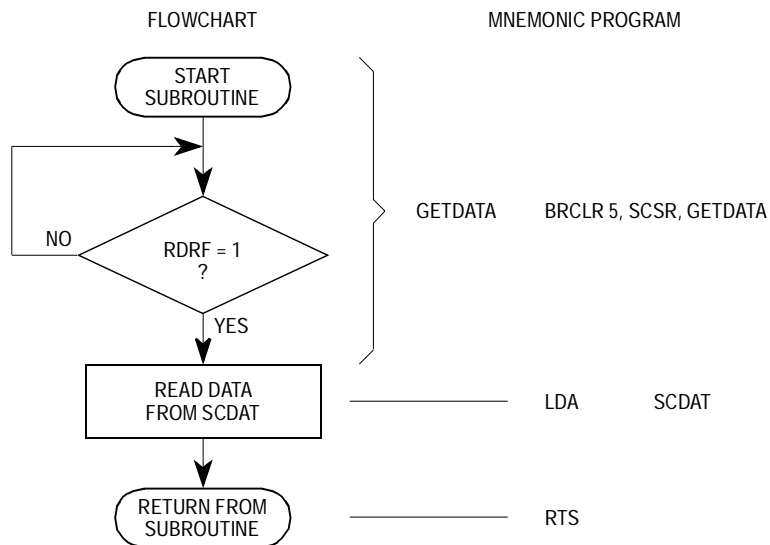 FLOWCHART
MNEMONIC PROGRAM
START
SUBROUTINE
GETDATA BRCLR 5, SCSR, GETDATA
NO
RDRF = 1
?
YES
READ DATA
FROM SCDAT
LDA SCDAT
RETURN FROM
SUBROUTINE
RTS